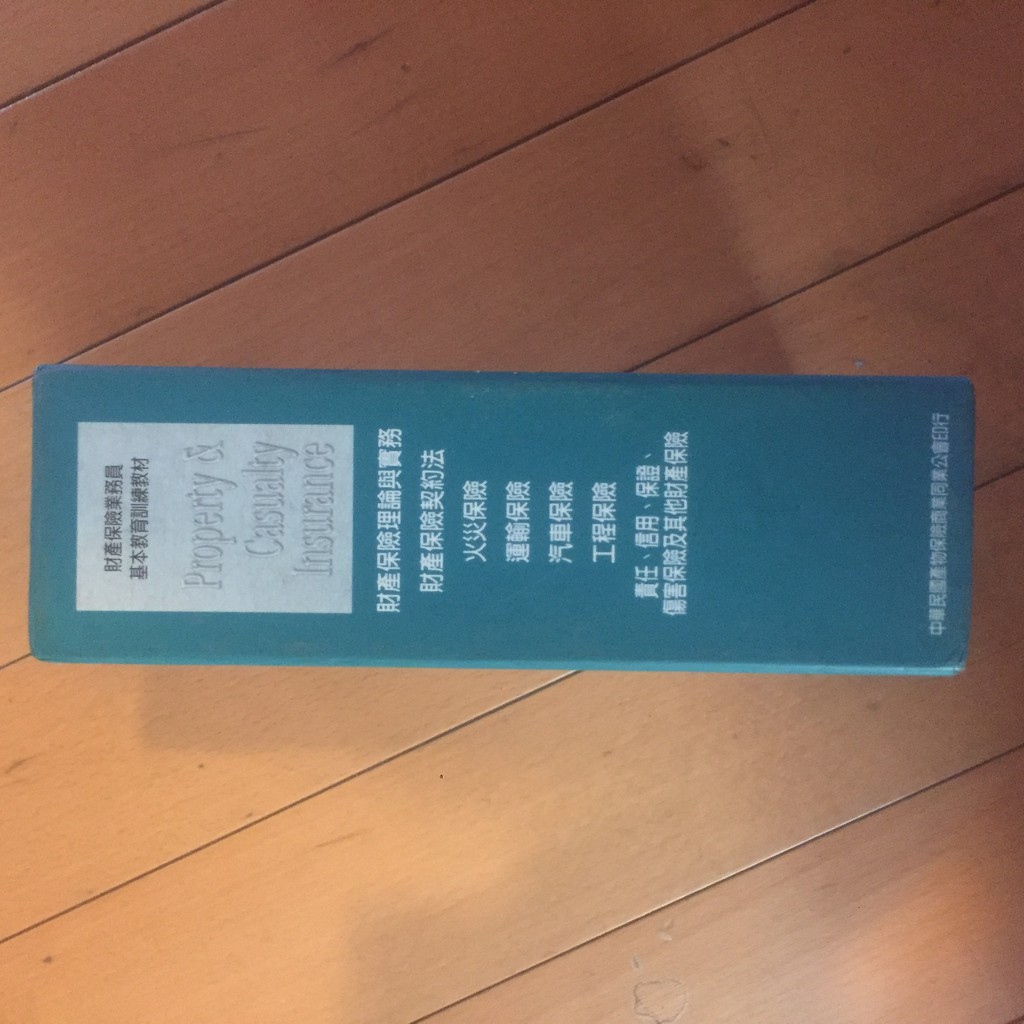 財產保險業務員
基本教育訓練教材
Property &
Casualty
Insurance
財產保險理論與實務
財產保險契約法
火災保險
運輸保險
汽車保險
工程保險
責任、信用、保證、
傷害保險及其他財產保險
中華民國產物保險商業同業公會印行